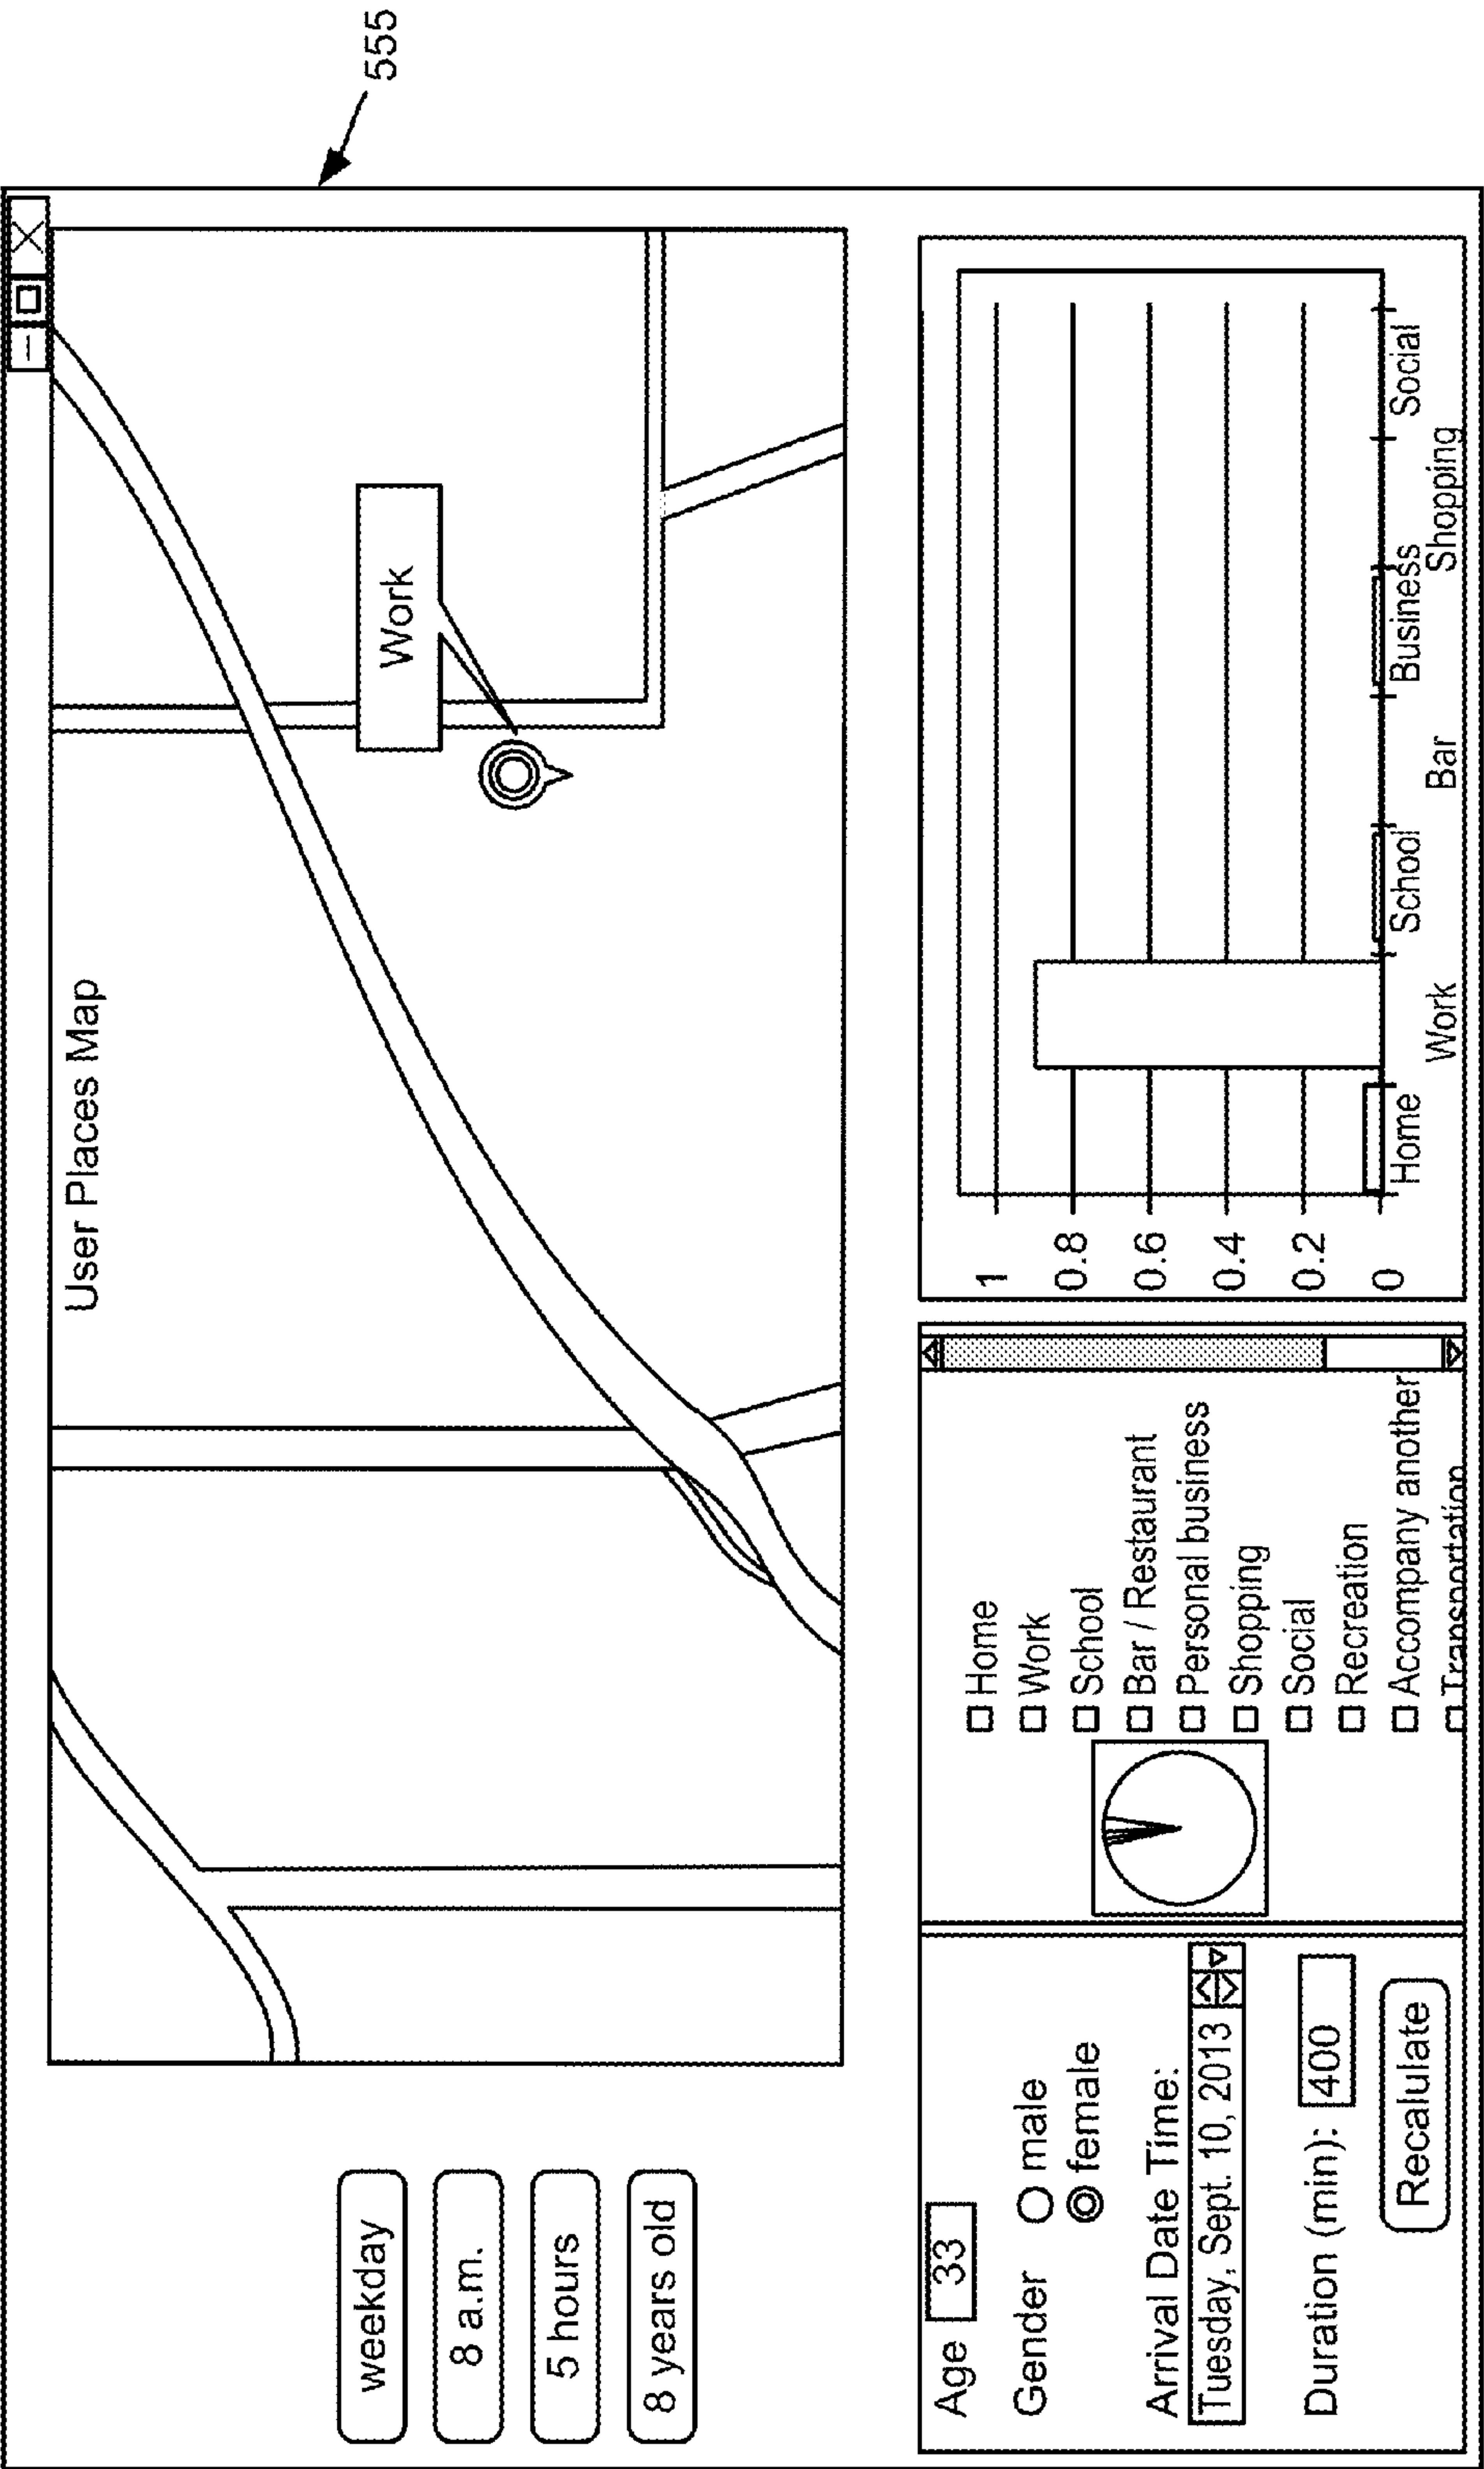 555
User Places Map
Work
weekday
8 a.m.
5 hours
8 years old
Age 33
Gender male
female
Arrival Date Time:
Tuesday, Sept. 10, 2013
Duration (min): 400
Recalulate
Home
Work
School
Bar / Restaurant
Personal business
Shopping
Social
Recreation
Accompany another
Transportation
1
0.8
0.6
0.4
0.2
0
Home
Work
School
Bar
Business
Shopping
Social